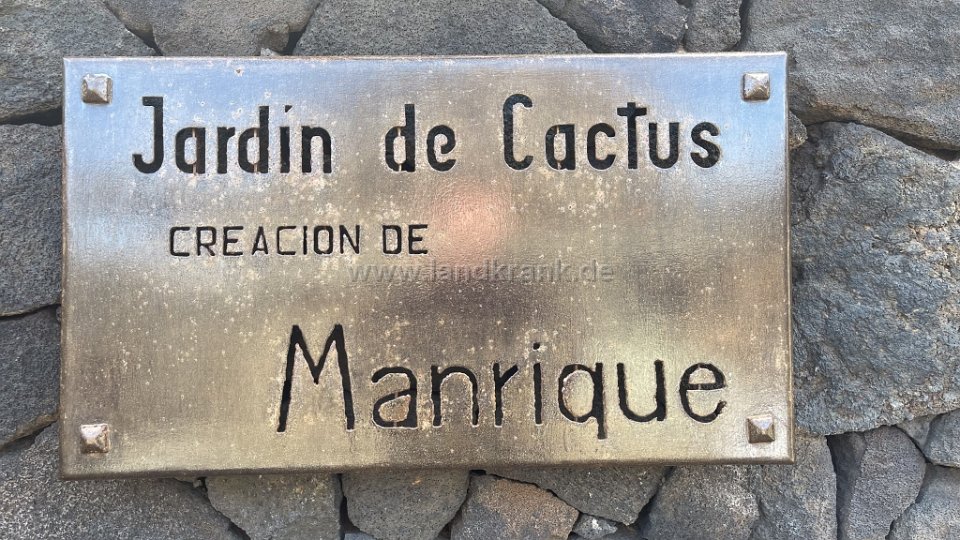 Jardin de Cactus
CREACION DE
www.landkrank.de
Manrique